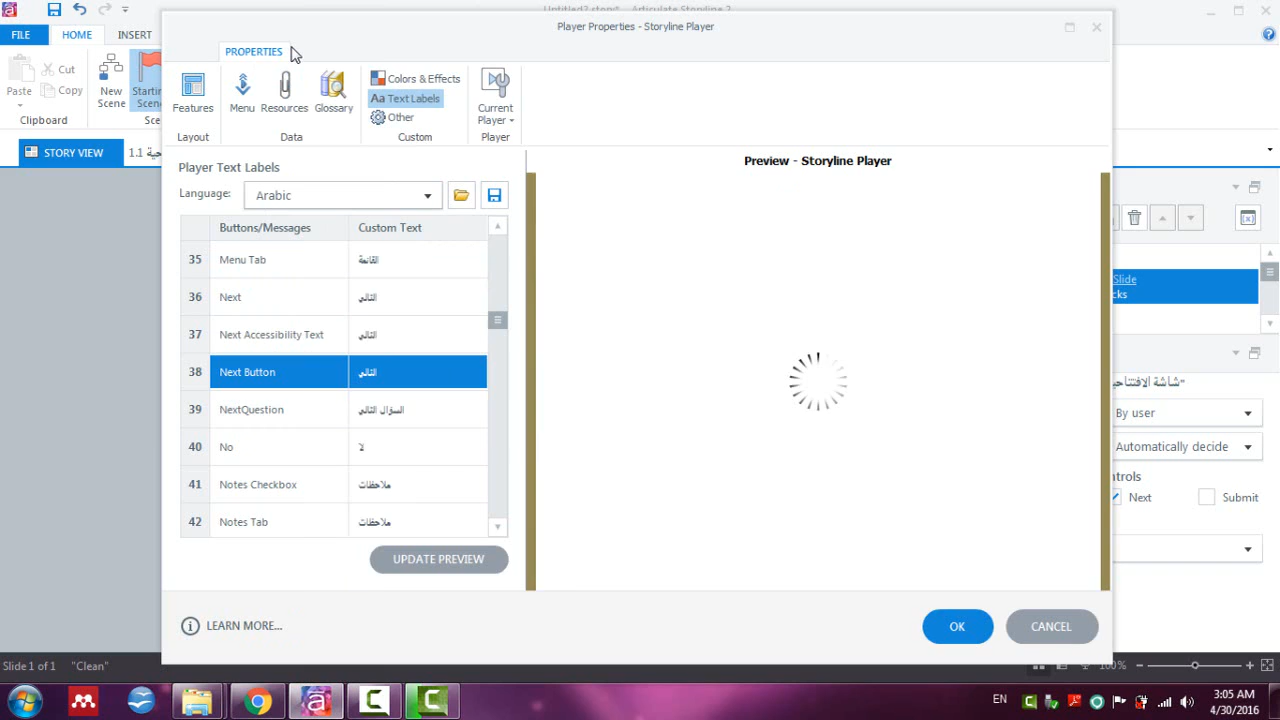 Untitled2.story* - Articulate Storyline 2
Player Properties - Storyline Player
FILE
HOME
INSERT
PROPERTIES
Paste
Cut
Copy
Clipboard
New Scene
Features
Layout
Menu
Resources
Glossary
Data
Colors & Effects
Text Labels
Other
Custom
Current Player
Player
STORY VIEW
1.1
Player Text Labels
Preview - Storyline Player
Language:
Arabic
Buttons/Messages
Custom Text
35 Menu Tab القائمة
36 Next التالي
37 Next Accessibility Text التالي
38 Next Button التالي
39 NextQuestion السؤال التالي
40 No لا
41 Notes Checkbox ملاحظات
42 Notes Tab ملاحظات
UPDATE PREVIEW
LEARN MORE...
OK
CANCEL
Slide
By user
Automatically decide
Next
Submit
Slide 1 of 1
"Clean"
100%
EN
3:05 AM
4/30/2016